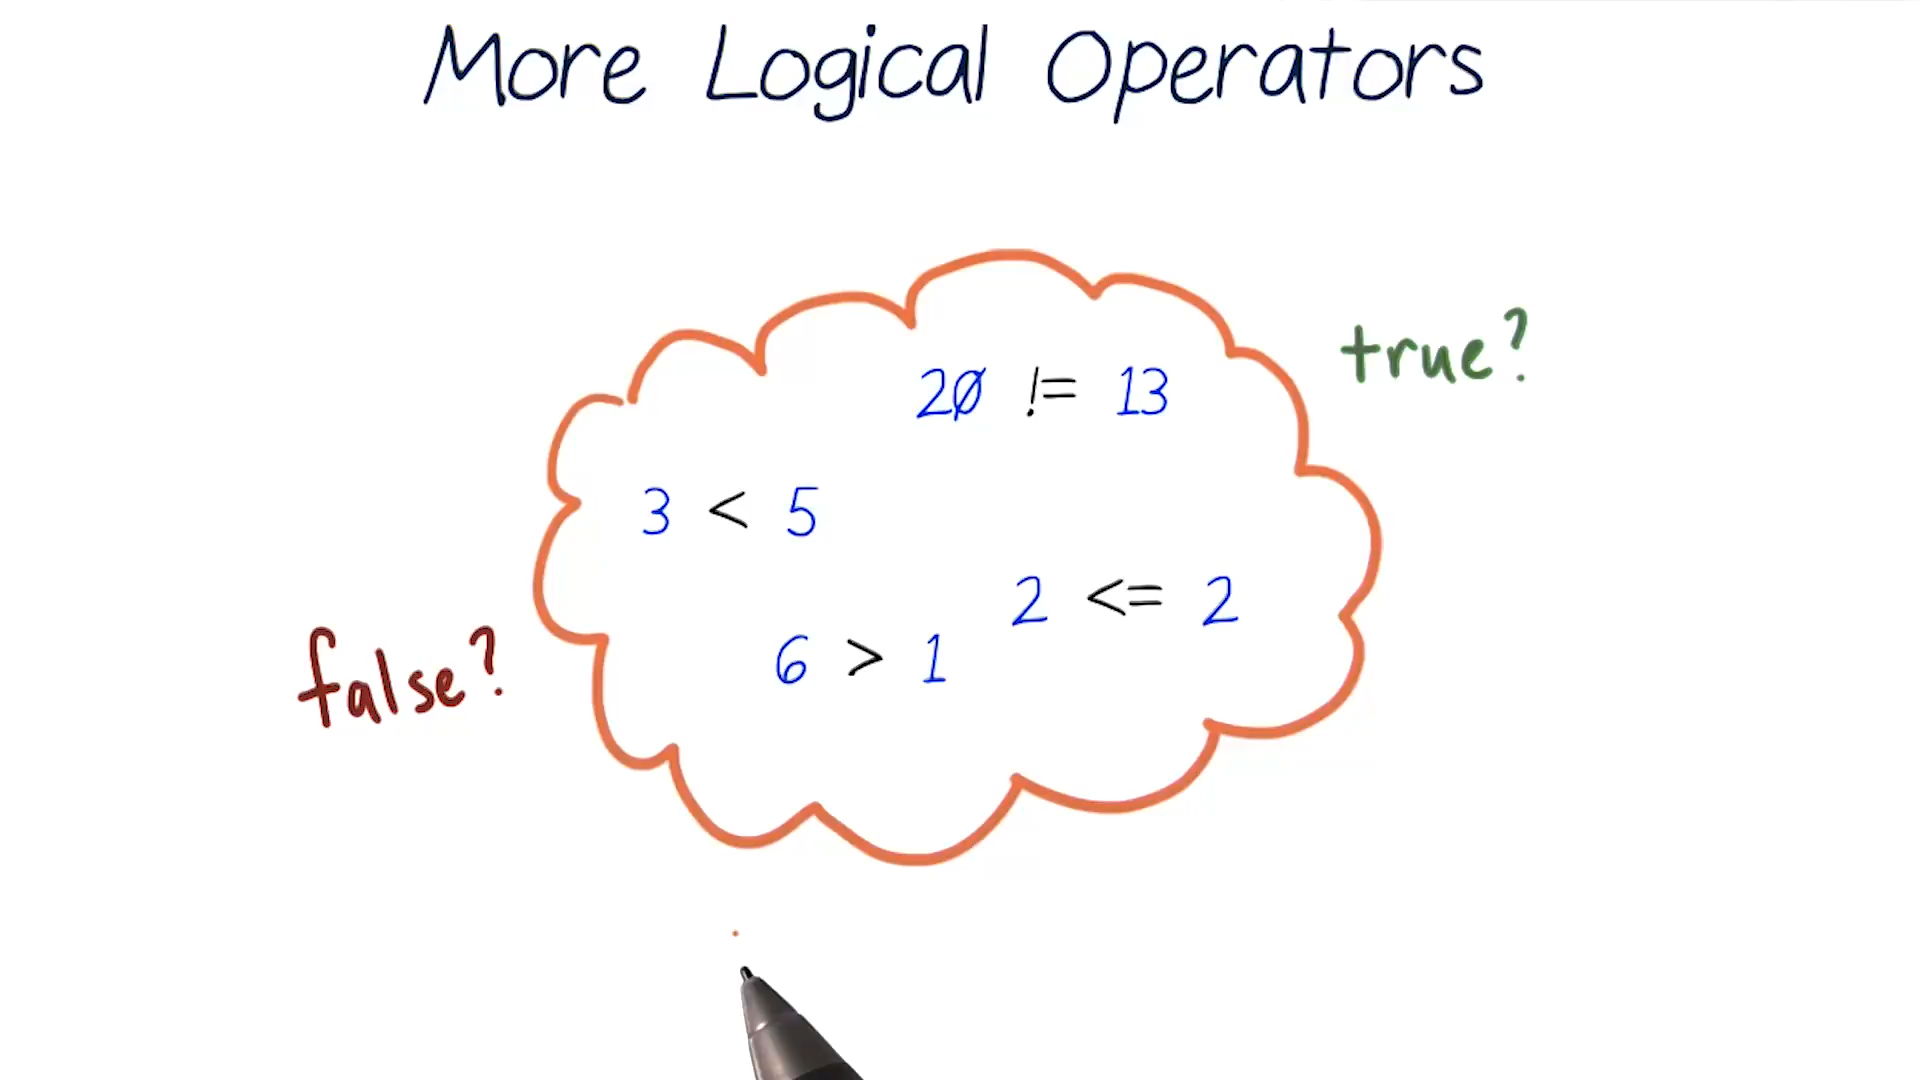 More Logical Operators
20 != 13
true?
3 < 5
2 <= 2
6 > 1
false?